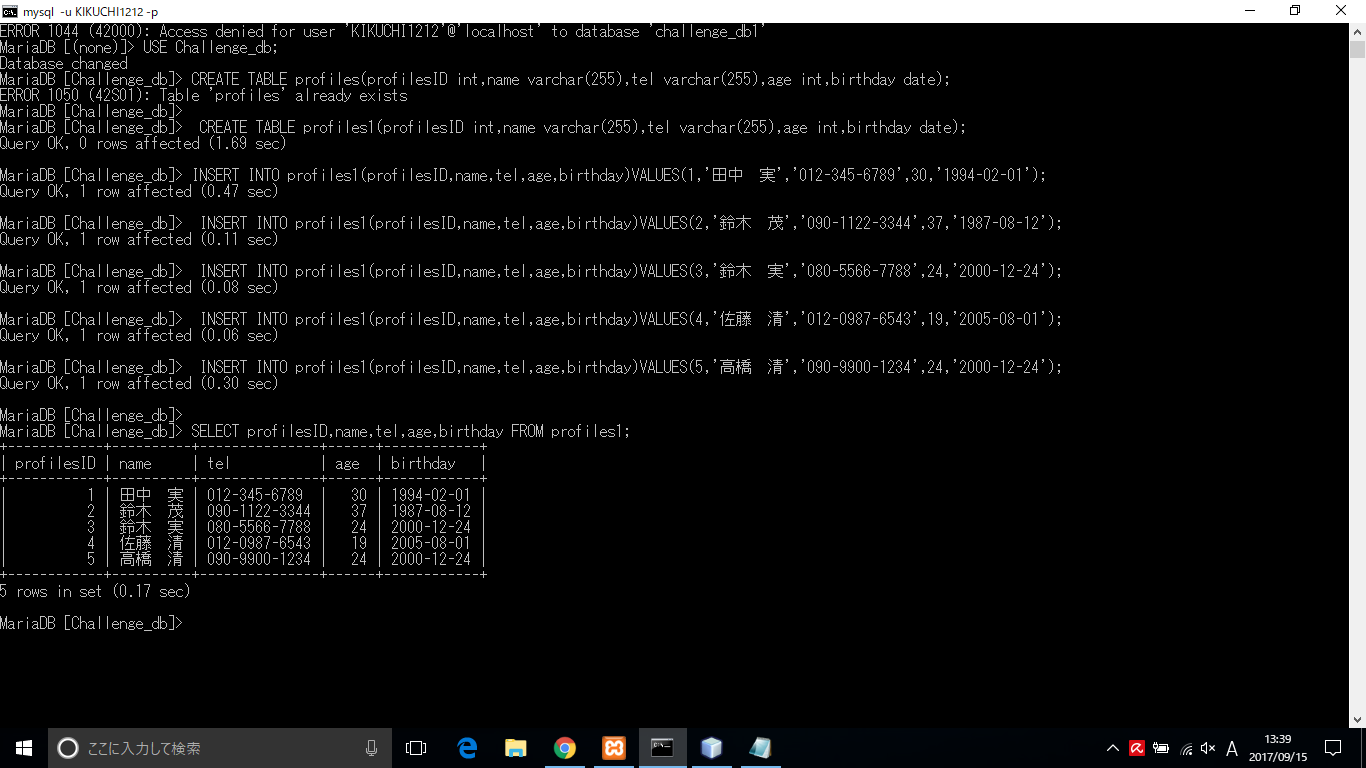 mysql -u KIKUCHI1212 -p
ERROR 1044 (42000): Access denied for user 'KIKUCHI1212'@'localhost' to database 'challenge_db1'
MariaDB [(none)]> USE Challenge_db;
Database changed
MariaDB [Challenge_db]> CREATE TABLE profiles(profilesID int,name varchar(255),tel varchar(255),age int,birthday date);
ERROR 1050 (42S01): Table 'profiles' already exists
MariaDB [Challenge_db]>
MariaDB [Challenge_db]>  CREATE TABLE profiles1(profilesID int,name varchar(255),tel varchar(255),age int,birthday date);
Query OK, 0 rows affected (1.69 sec)
MariaDB [Challenge_db]> INSERT INTO profiles1(profilesID,name,tel,age,birthday)VALUES(1,'田中　実','012-345-6789',30,'1994-02-01');
Query OK, 1 row affected (0.47 sec)
MariaDB [Challenge_db]>  INSERT INTO profiles1(profilesID,name,tel,age,birthday)VALUES(2,'鈴木　茂','090-1122-3344',37,'1987-08-12');
Query OK, 1 row affected (0.11 sec)
MariaDB [Challenge_db]>  INSERT INTO profiles1(profilesID,name,tel,age,birthday)VALUES(3,'鈴木　実','080-5566-7788',24,'2000-12-24');
Query OK, 1 row affected (0.08 sec)
MariaDB [Challenge_db]>  INSERT INTO profiles1(profilesID,name,tel,age,birthday)VALUES(4,'佐藤　清','012-0987-6543',19,'2005-08-01');
Query OK, 1 row affected (0.06 sec)
MariaDB [Challenge_db]>  INSERT INTO profiles1(profilesID,name,tel,age,birthday)VALUES(5,'高橋　清','090-9900-1234',24,'2000-12-24');
Query OK, 1 row affected (0.30 sec)
MariaDB [Challenge_db]>
MariaDB [Challenge_db]> SELECT profilesID,name,tel,age,birthday FROM profiles1;
+------------+----------+---------------+------+------------+
| profilesID | name     | tel           | age  | birthday   |
+------------+----------+---------------+------+------------+
|          1 | 田中　実 | 012-345-6789  |   30 | 1994-02-01 |
|          2 | 鈴木　茂 | 090-1122-3344 |   37 | 1987-08-12 |
|          3 | 鈴木　実 | 080-5566-7788 |   24 | 2000-12-24 |
|          4 | 佐藤　清 | 012-0987-6543 |   19 | 2005-08-01 |
|          5 | 高橋　清 | 090-9900-1234 |   24 | 2000-12-24 |
+------------+----------+---------------+------+------------+
5 rows in set (0.17 sec)
MariaDB [Challenge_db]>
ここに入力して検索
A
13:39
2017/09/15